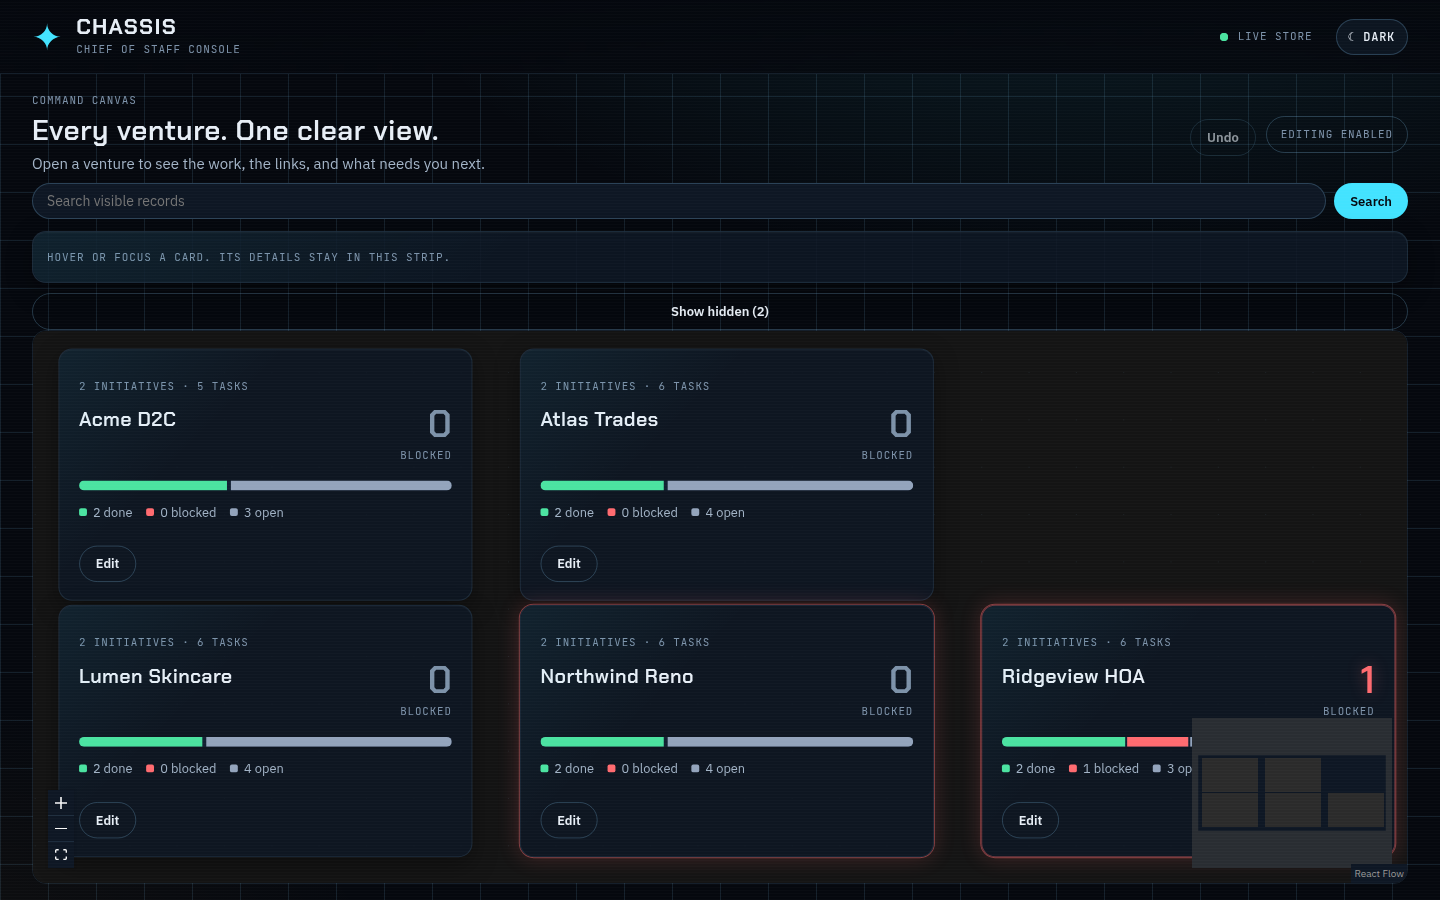 CHASSIS
CHIEF OF STAFF CONSOLE
LIVE STORE
☾ DARK
COMMAND CANVAS
Every venture. One clear view.
Open a venture to see the work, the links, and what needs you next.
Undo
EDITING ENABLED
Search visible records
Search
HOVER OR FOCUS A CARD. ITS DETAILS STAY IN THIS STRIP.
Show hidden (2)
2 INITIATIVES · 5 TASKS
Acme D2C
0
BLOCKED
2 done 0 blocked 3 open
Edit
2 INITIATIVES · 6 TASKS
Atlas Trades
0
BLOCKED
2 done 0 blocked 4 open
Edit
2 INITIATIVES · 6 TASKS
Lumen Skincare
0
BLOCKED
2 done 0 blocked 4 open
Edit
2 INITIATIVES · 6 TASKS
Northwind Reno
0
BLOCKED
2 done 0 blocked 4 open
Edit
2 INITIATIVES · 6 TASKS
Ridgeview HOA
1
BLOCKED
2 done 1 blocked 3 op
Edit
React Flow